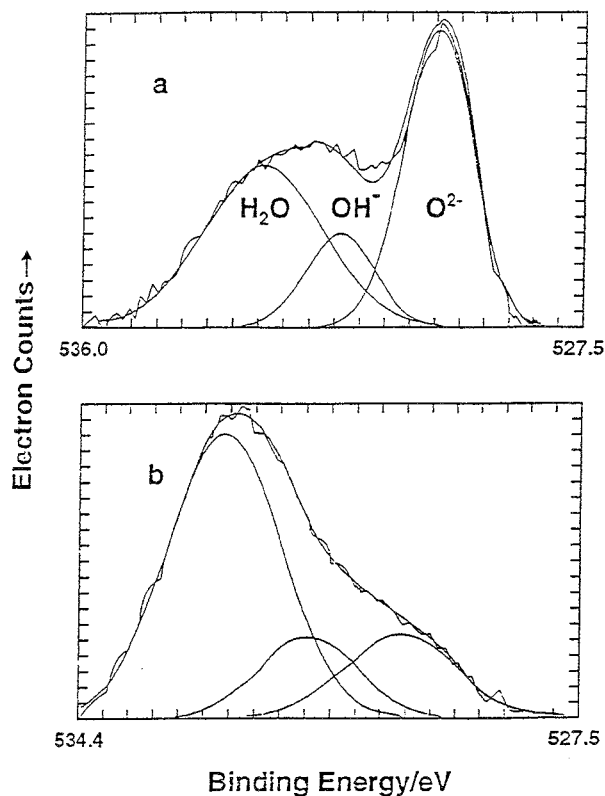 a
H₂O OH⁻ O²⁻
536.0 527.5
Electron Counts→
b
534.4 527.5
Binding Energy/eV